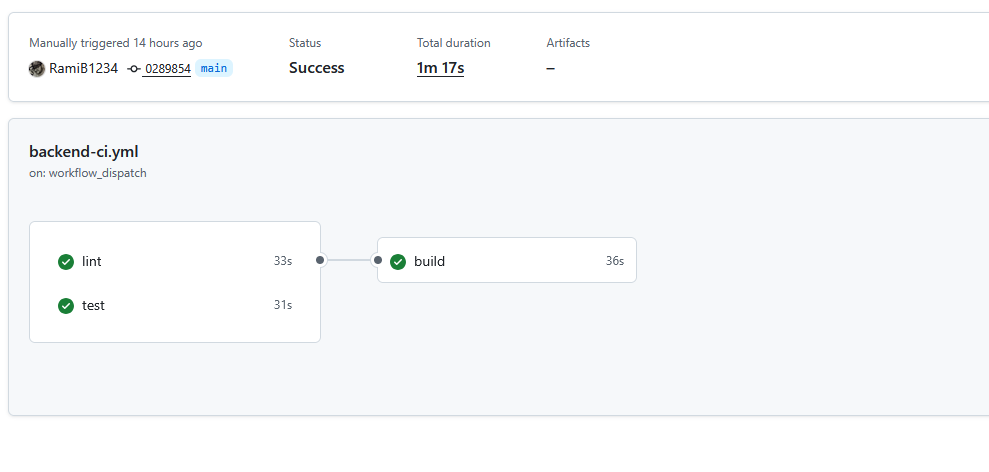 Manually triggered 14 hours ago
RamiB1234 0289854 main
Status
Success
Total duration
1m 17s
Artifacts
–
backend-ci.yml
on: workflow_dispatch
lint 33s
test 31s
build 36s